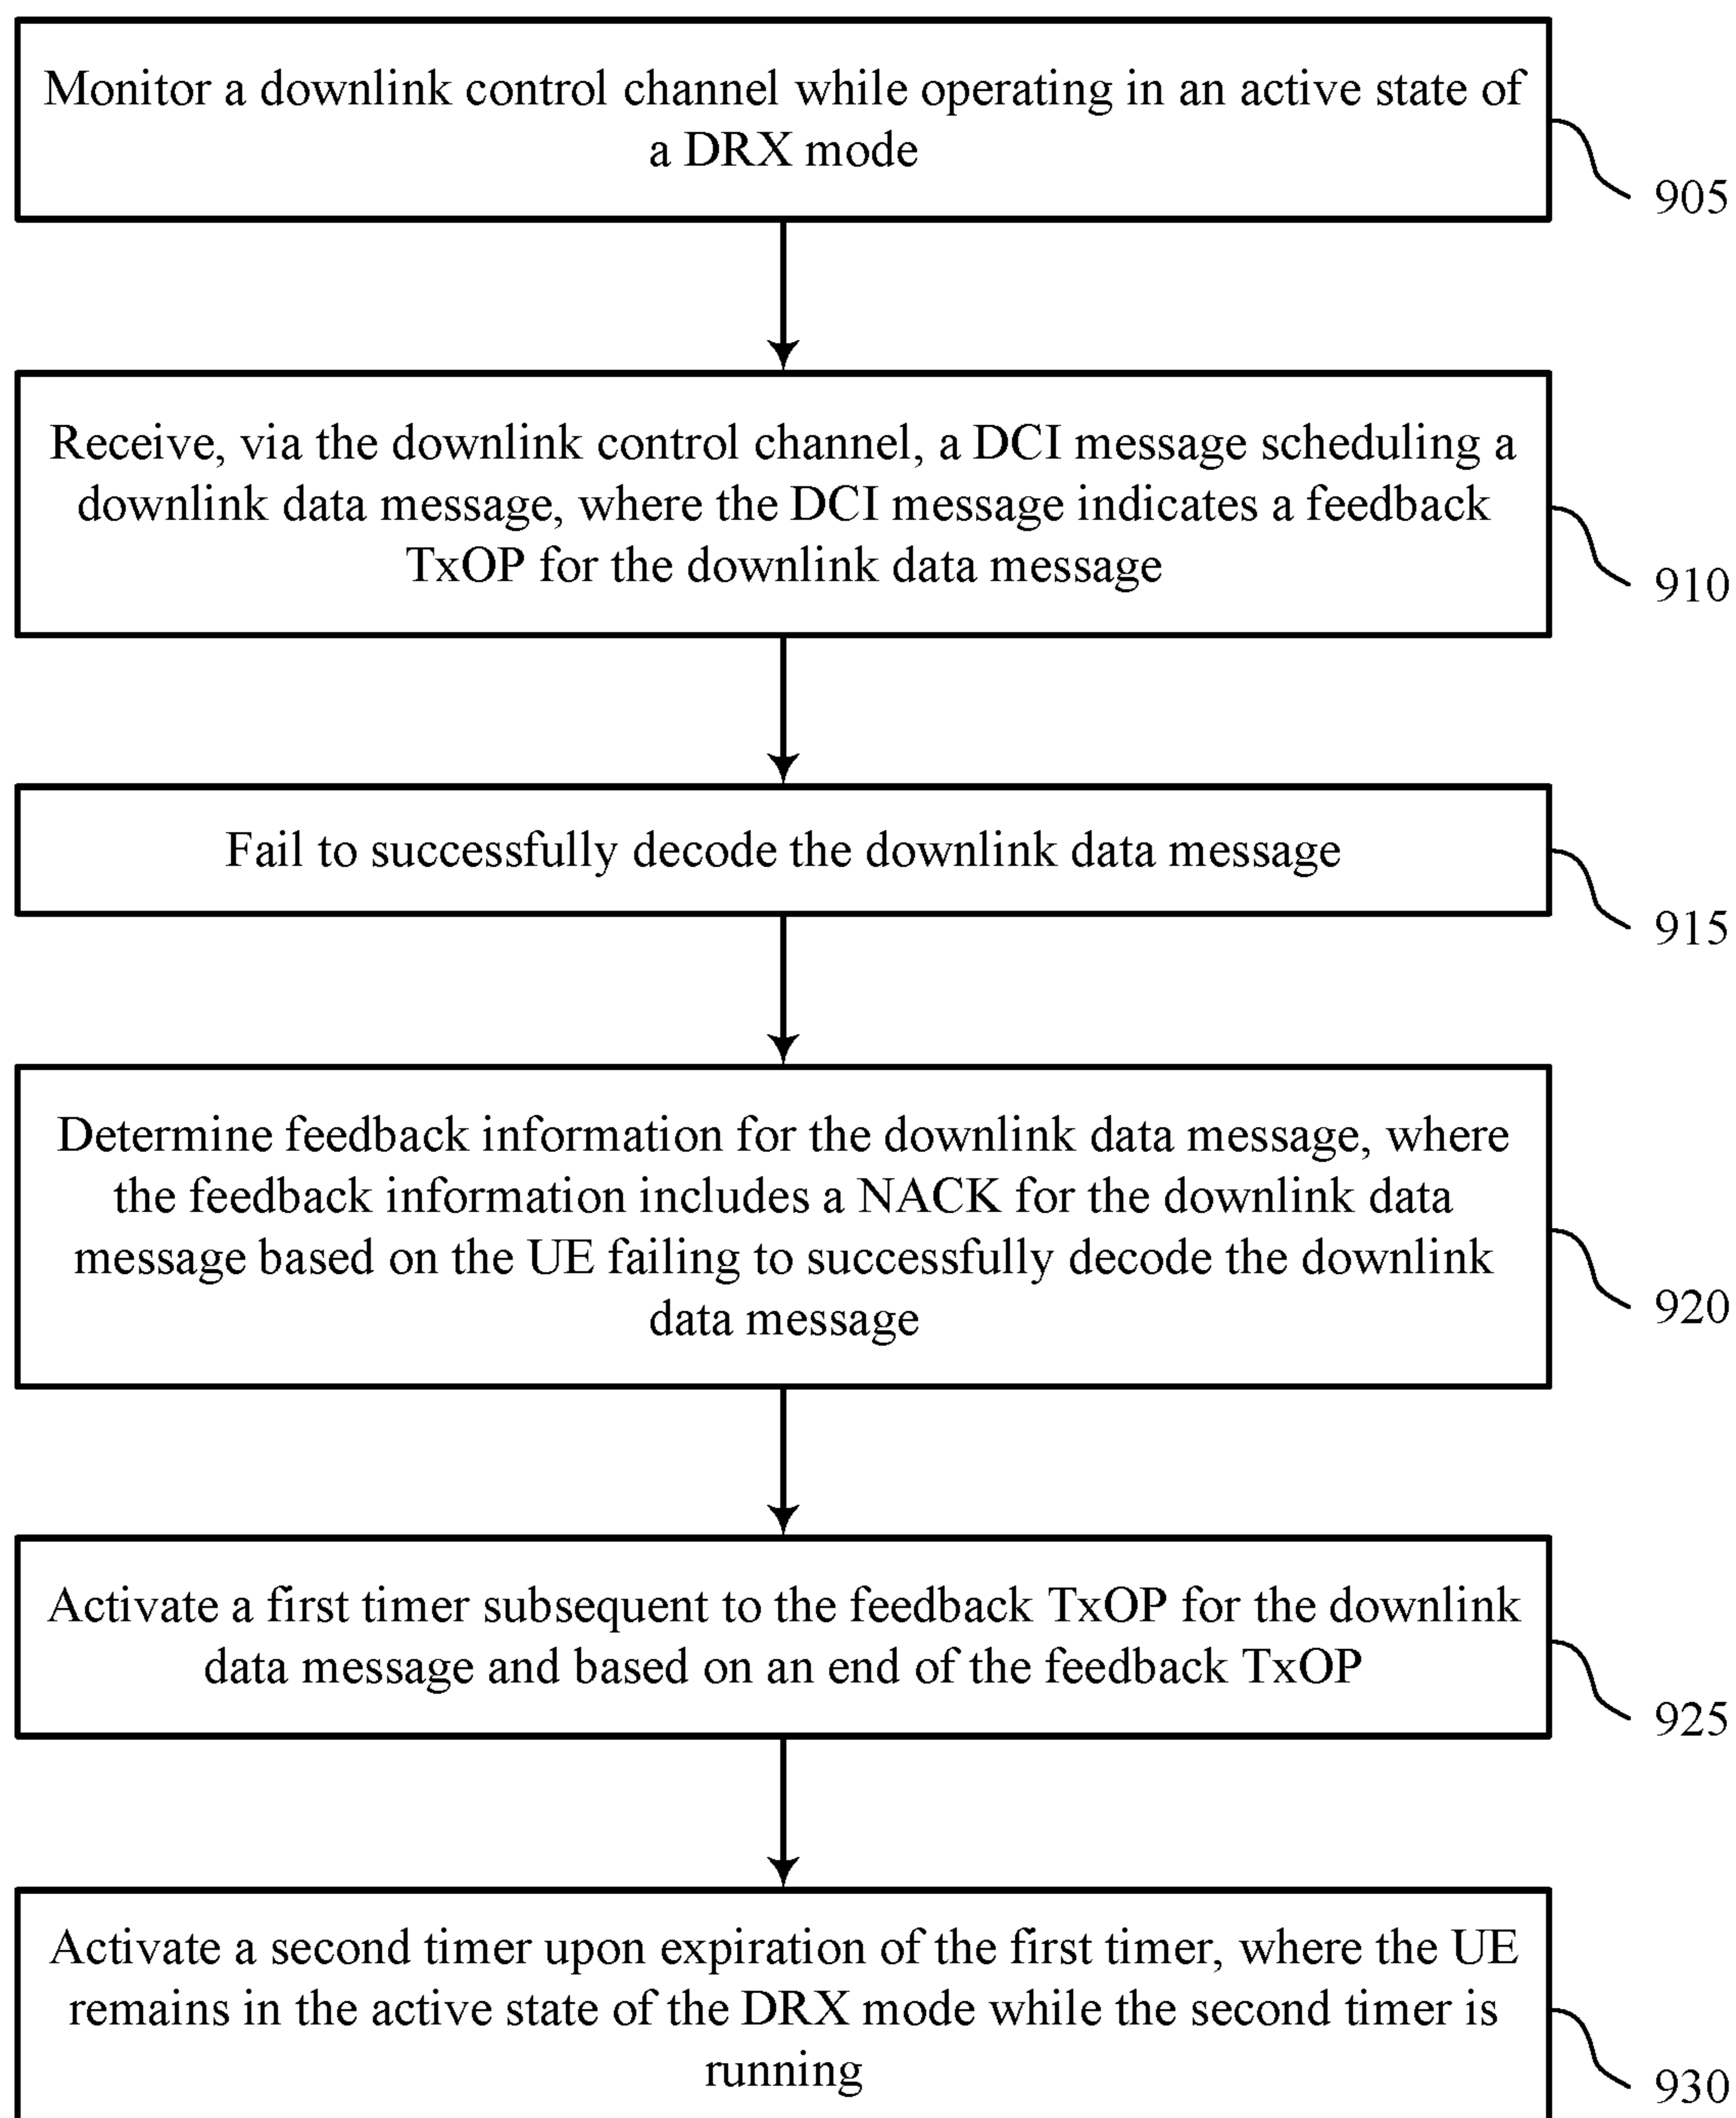 Monitor a downlink control channel while operating in an active state of
a DRX mode
905
Receive, via the downlink control channel, a DCI message scheduling a
downlink data message, where the DCI message indicates a feedback
TxOP for the downlink data message
910
Fail to successfully decode the downlink data message
915
Determine feedback information for the downlink data message, where
the feedback information includes a NACK for the downlink data
message based on the UE failing to successfully decode the downlink
data message
920
Activate a first timer subsequent to the feedback TxOP for the downlink
data message and based on an end of the feedback TxOP
925
Activate a second timer upon expiration of the first timer, where the UE
remains in the active state of the DRX mode while the second timer is
running
930